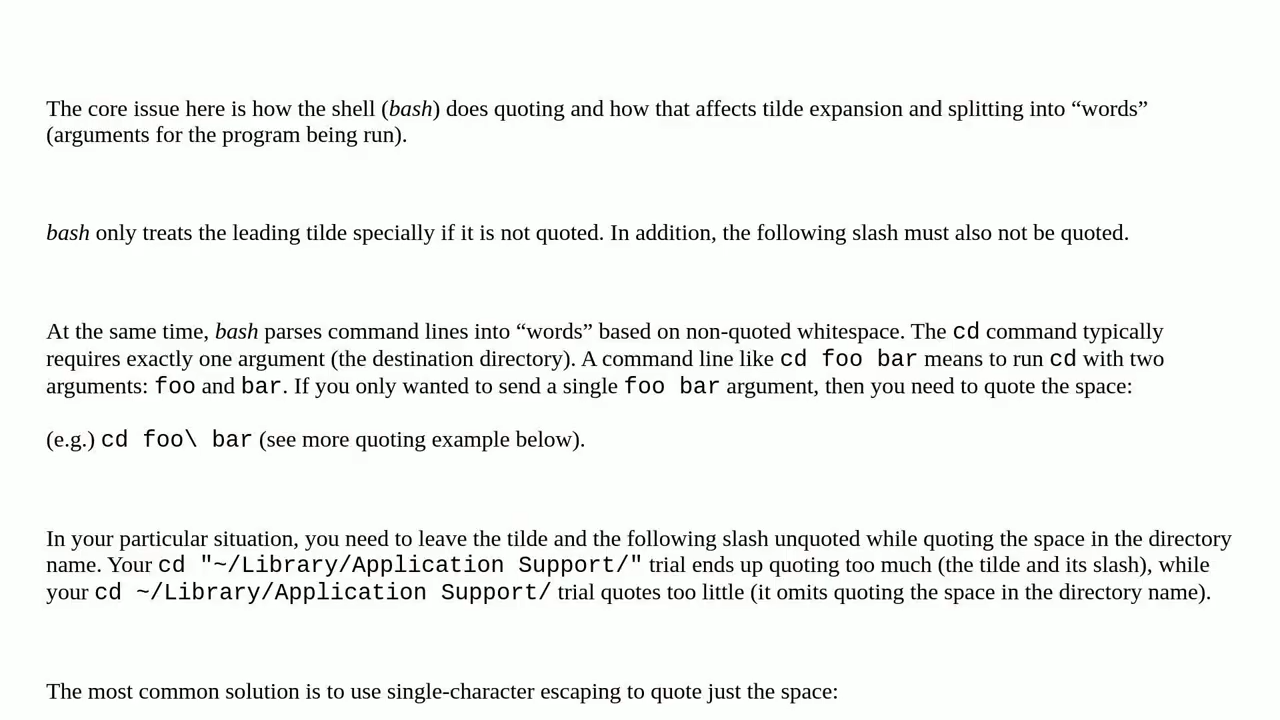 The core issue here is how the shell (bash) does quoting and how that affects tilde expansion and splitting into “words”
(arguments for the program being run).
bash only treats the leading tilde specially if it is not quoted. In addition, the following slash must also not be quoted.
At the same time, bash parses command lines into “words” based on non-quoted whitespace. The cd command typically
requires exactly one argument (the destination directory). A command line like cd foo bar means to run cd with two
arguments: foo and bar. If you only wanted to send a single foo bar argument, then you need to quote the space:
(e.g.) cd foo\ bar (see more quoting example below).
In your particular situation, you need to leave the tilde and the following slash unquoted while quoting the space in the directory
name. Your cd "~/Library/Application Support/" trial ends up quoting too much (the tilde and its slash), while
your cd ~/Library/Application Support/ trial quotes too little (it omits quoting the space in the directory name).
The most common solution is to use single-character escaping to quote just the space: